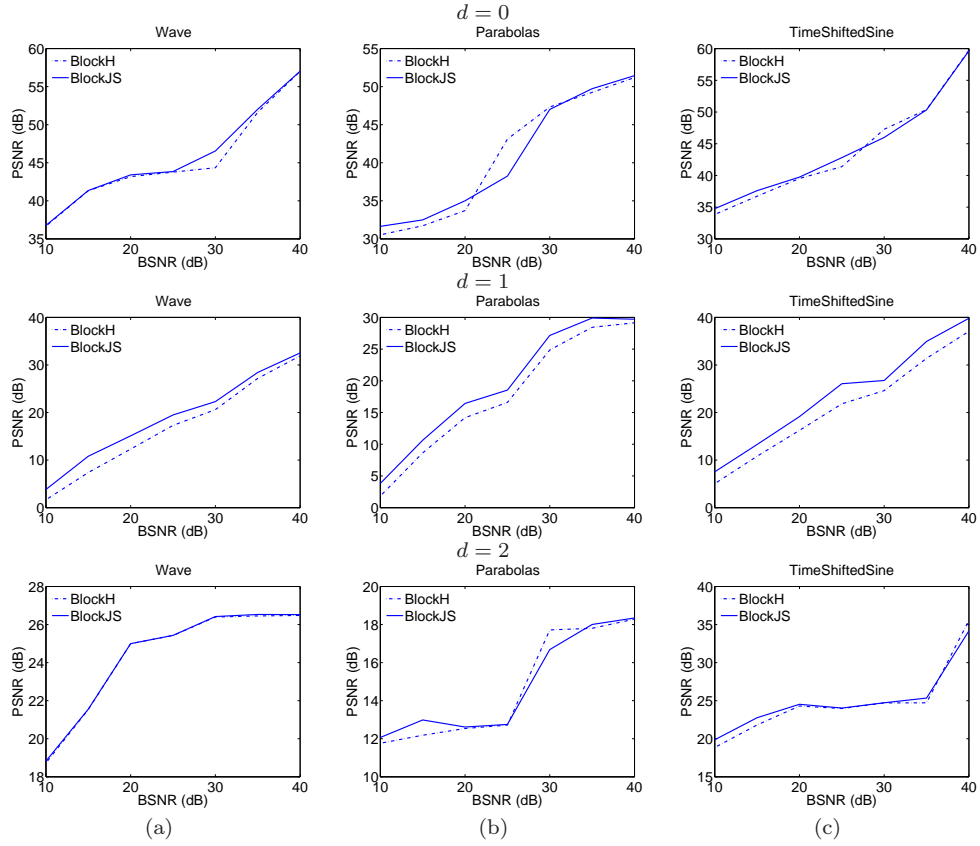 d = 0
Wave
Parabolas
TimeShiftedSine
60
55
50
45
40
35
PSNR (dB)
BlockH
BlockJS
10
20
30
40
BSNR (dB)
55
50
45
40
35
30
PSNR (dB)
BlockH
BlockJS
10
20
30
40
BSNR (dB)
60
55
50
45
40
35
30
PSNR (dB)
BlockH
BlockJS
10
20
30
40
BSNR (dB)
d = 1
Wave
Parabolas
TimeShiftedSine
40
30
20
10
0
PSNR (dB)
BlockH
BlockJS
10
20
30
40
BSNR (dB)
30
25
20
15
10
5
0
PSNR (dB)
BlockH
BlockJS
10
20
30
40
BSNR (dB)
40
30
20
10
0
PSNR (dB)
BlockH
BlockJS
10
20
30
40
BSNR (dB)
d = 2
Wave
Parabolas
TimeShiftedSine
28
26
24
22
20
18
PSNR (dB)
BlockH
BlockJS
10
20
30
40
BSNR (dB)
20
18
16
14
12
10
PSNR (dB)
BlockH
BlockJS
10
20
30
40
BSNR (dB)
40
35
30
25
20
15
PSNR (dB)
BlockH
BlockJS
10
20
30
40
BSNR (dB)
(a)
(b)
(c)